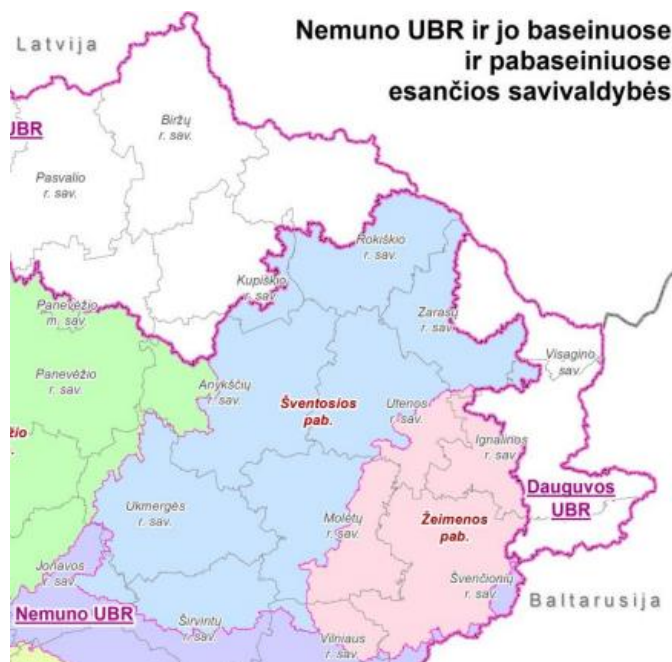 Nemuno UBR ir jo baseinuose
ir pabaseiniuose
esančios savivaldybės
Latvija
UBR
Biržų
r. sav.
Pasvalio
r. sav.
Rokiškio
r. sav.
Kupiškio
r. sav.
Panevėžio
m. sav.
Zarasų
r. sav.
Visagino
sav.
Panevėžio
r. sav.
Anykščių
r. sav.
Šventosios
pab.
Utenos
r. sav.
žio
Ignalinos
r. sav.
Dauguvos
UBR
Ukmergės
r. sav.
Molėtų
r. sav.
Žeimenos
pab.
Jonavos
r. sav.
Švenčionių
r. sav.
Baltarusija
Nemuno UBR
Širvintų
r. sav.
Vilniaus
r. sav.